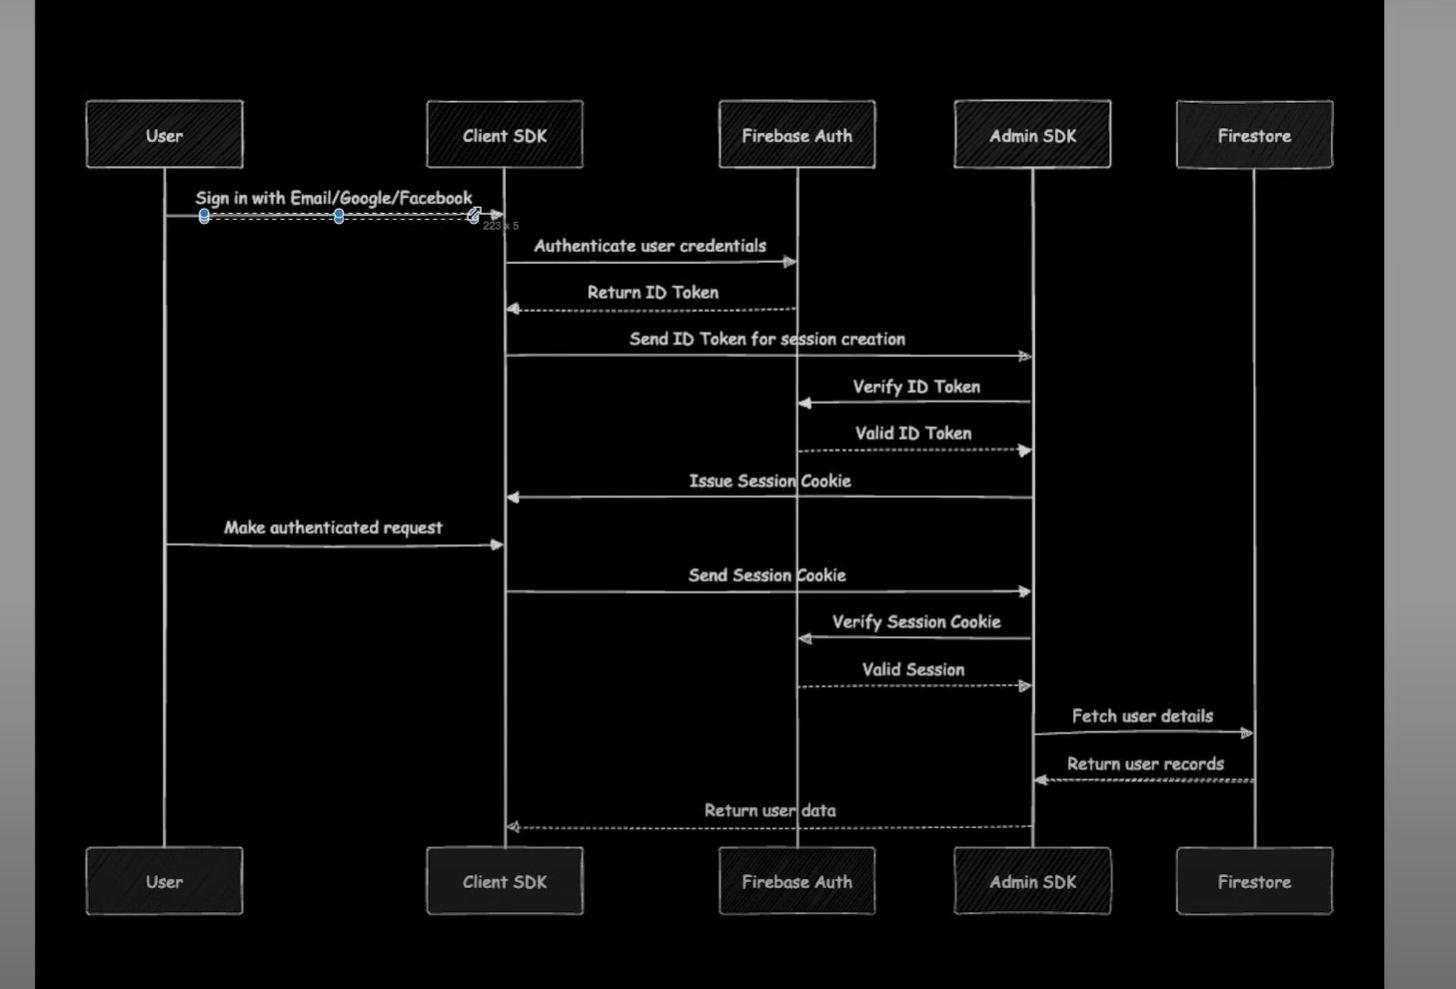 User
Client SDK
Firebase Auth
Admin SDK
Firestore
Sign in with Email/Google/Facebook
223 x 5
Authenticate user credentials
Return ID Token
Send ID Token for session creation
Verify ID Token
Valid ID Token
Issue Session Cookie
Make authenticated request
Send Session Cookie
Verify Session Cookie
Valid Session
Fetch user details
Return user records
Return user data
User
Client SDK
Firebase Auth
Admin SDK
Firestore